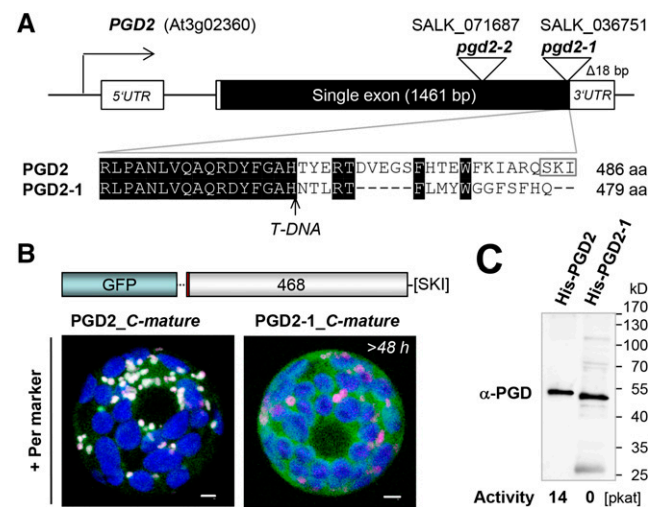 A
PGD2 (At3g02360)
SALK_071687
pgd2-2
SALK_036751
pgd2-1
Δ18 bp
5'UTR
Single exon (1461 bp)
3'UTR
PGD2 RLPANLVQAQRDYFGAHTYERTDVEGSFHTEWFKIARQSKI 486 aa
PGD2-1 RLPANLVQAQRDYFGAHNTLRT-----FLMYWGGFSFHQ-- 479 aa
T-DNA
B
GFP
468
-[SKI]
PGD2_C-mature
PGD2-1_C-mature
>48 h
+ Per marker
C
His-PGD2
His-PGD2-1
kD
170
130
100
70
55
40
35
25
α-PGD
Activity 14 0 [pkat]